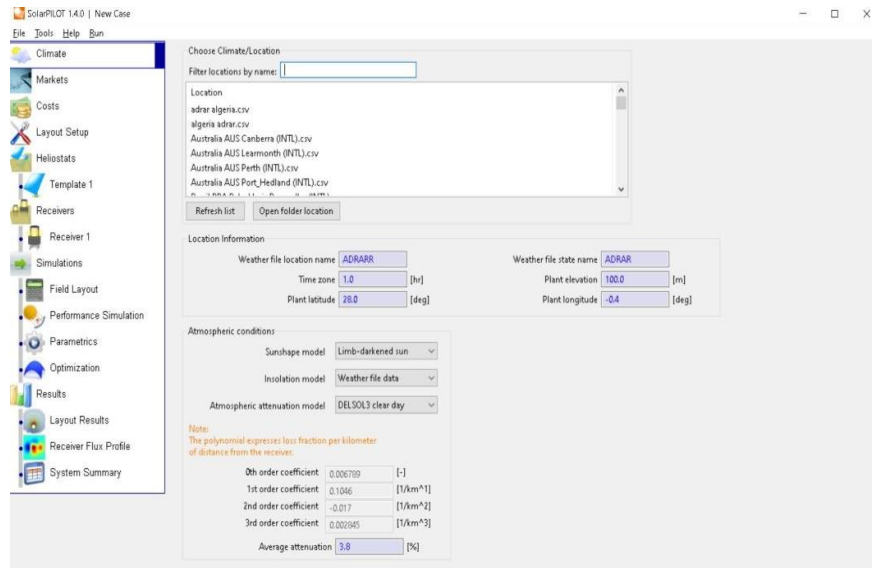 SolarPILOT 1.4.0 | New Case
File Tools Help Run
Climate
Markets
Costs
Layout Setup
Heliostats
Template 1
Receivers
Receiver 1
Simulations
Field Layout
Performance Simulation
Parametrics
Optimization
Results
Layout Results
Receiver Flux Profile
System Summary
Choose Climate/Location
Filter locations by name:
Location
adrar algeria.csv
algeria adrar.csv
Australia AUS Canberra (INTL).csv
Australia AUS Learmonth (INTL).csv
Australia AUS Perth (INTL).csv
Australia AUS Port_Hedland (INTL).csv
Refresh list Open folder location
Location Information
Weather file location name ADRARR Weather file state name ADRAR
Time zone 1.0 [hr] Plant elevation 100.0 [m]
Plant latitude 28.0 [deg] Plant longitude -0.4 [deg]
Atmospheric conditions
Sunshape model Limb-darkened sun
Insolation model Weather file data
Atmospheric attenuation model DELSOL3 clear day
Note:
The polynomial expresses loss fraction per kilometer
of distance from the receiver.
0th order coefficient 0.006789 [-]
1st order coefficient 0.1046 [1/km^1]
2nd order coefficient -0.017 [1/km^2]
3rd order coefficient 0.002845 [1/km^3]
Average attenuation 3.8 [%]